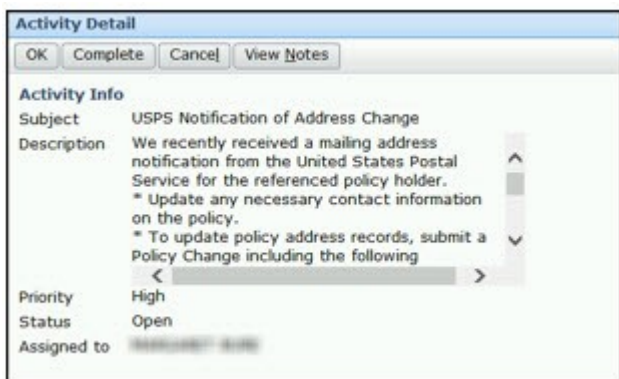 Activity Detail
OK Complete Cancel View Notes
Activity Info
Subject USPS Notification of Address Change
Description We recently received a mailing address
notification from the United States Postal
Service for the referenced policy holder.
* Update any necessary contact information
on the policy.
* To update policy address records, submit a
Policy Change including the following
Priority High
Status Open
Assigned to